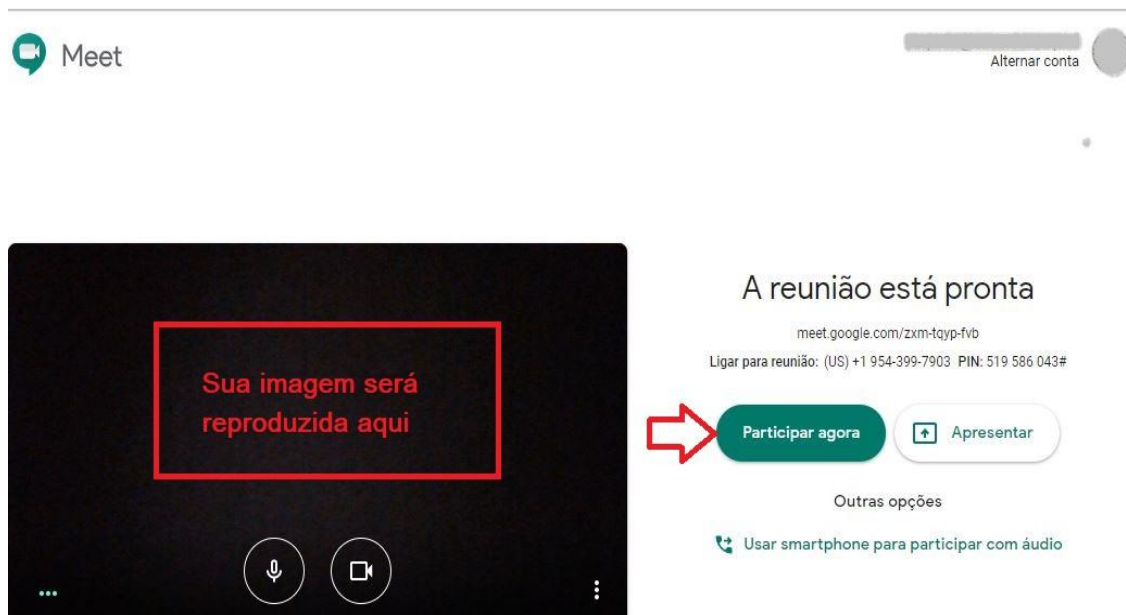 Meet
Alternar conta
A reunião está pronta
meet.google.com/zxm-tqyp-fvb
Ligar para reunião: (US) +1 954-399-7903 PIN: 519 586 043#
Sua imagem será
reproduzida aqui
Participar agora
Apresentar
Outras opções
Usar smartphone para participar com áudio